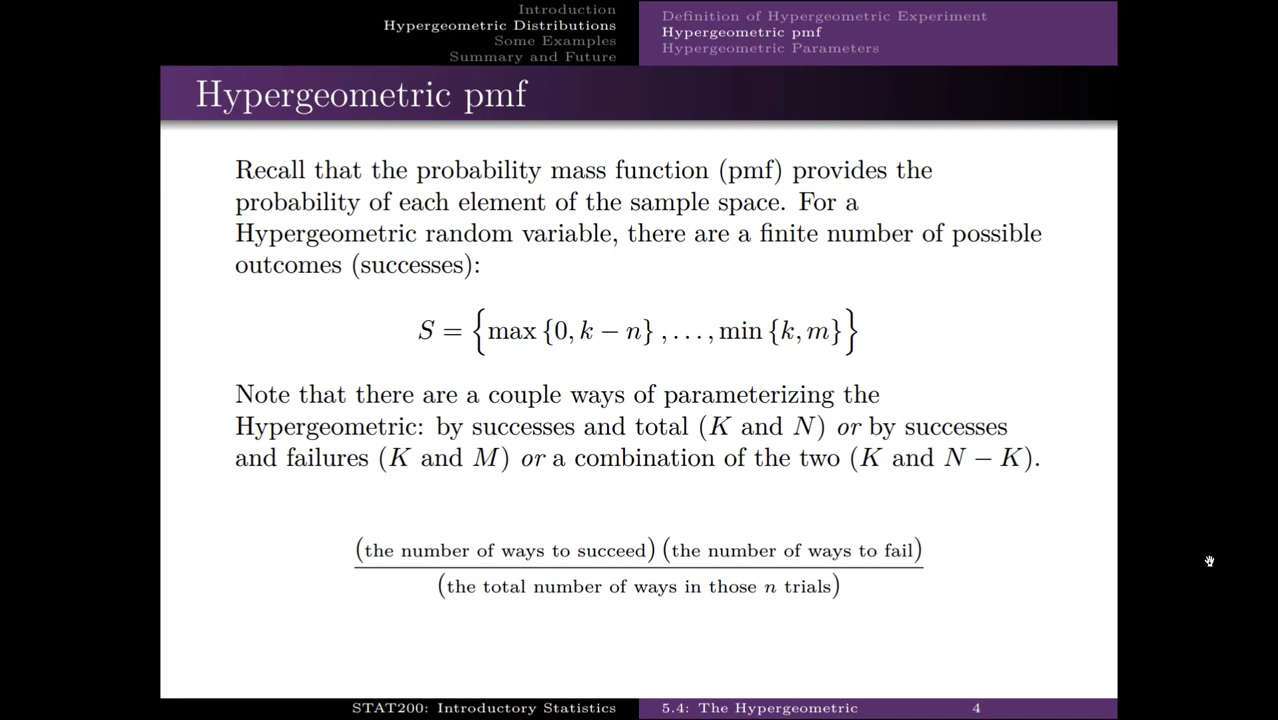 Introduction
Hypergeometric Distributions
Some Examples
Summary and Future
Definition of Hypergeometric Experiment
Hypergeometric pmf
Hypergeometric Parameters
Hypergeometric pmf
Recall that the probability mass function (pmf) provides the
probability of each element of the sample space. For a
Hypergeometric random variable, there are a finite number of possible
outcomes (successes):
S = {max {0, k − n} , . . . , min {k, m}}
Note that there are a couple ways of parameterizing the
Hypergeometric: by successes and total (K and N) or by successes
and failures (K and M) or a combination of the two (K and N − K).
(the number of ways to succeed) (the number of ways to fail)
(the total number of ways in those n trials)
STAT200: Introductory Statistics
5.4: The Hypergeometric
4